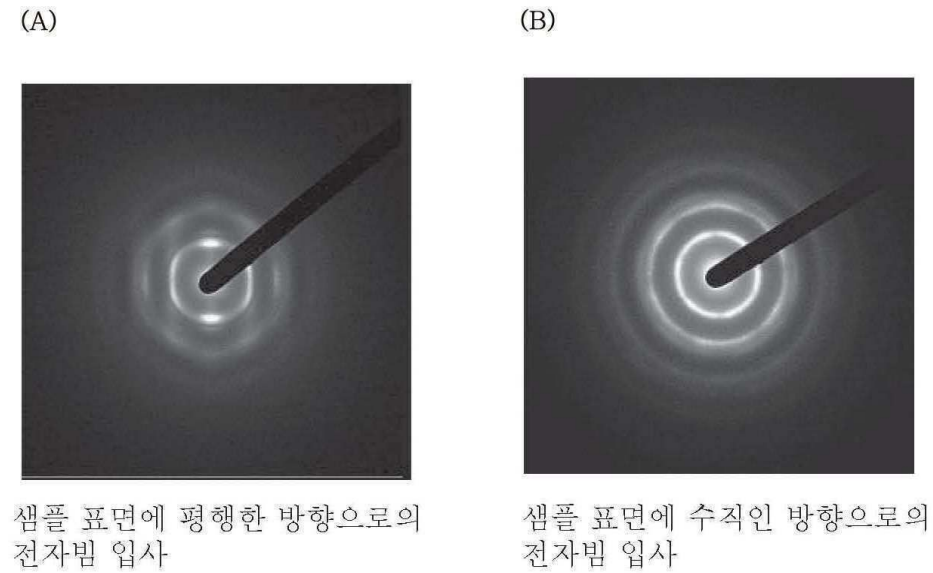 (A)
(B)
샘플 표면에 평행한 방향으로의
전자빔 입사
샘플 표면에 수직인 방향으로의
전자빔 입사